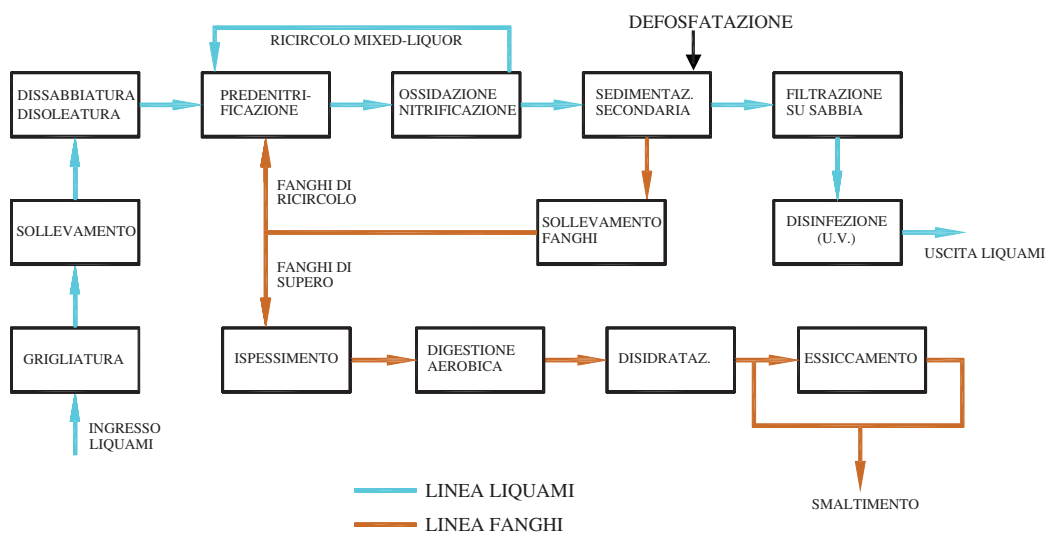 DEFOSFATAZIONE
RICIRCOLO MIXED-LIQUOR
DISSABBIATURA
DISOLEATURA
PREDENITRI-
FICAZIONE
OSSIDAZIONE
NITRIFICAZIONE
SEDIMENTAZ.
SECONDARIA
FILTRAZIONE
SU SABBIA
FANGHI DI
RICIRCOLO
SOLLEVAMENTO
SOLLEVAMENTO
FANGHI
DISINFEZIONE
(U.V.)
USCITA LIQUAMI
FANGHI DI
SUPERO
GRIGLIATURA
ISPESSIMENTO
DIGESTIONE
AEROBICA
DISIDRATAZ.
ESSICCAMENTO
INGRESSO
LIQUAMI
LINEA LIQUAMI
LINEA FANGHI
SMALTIMENTO